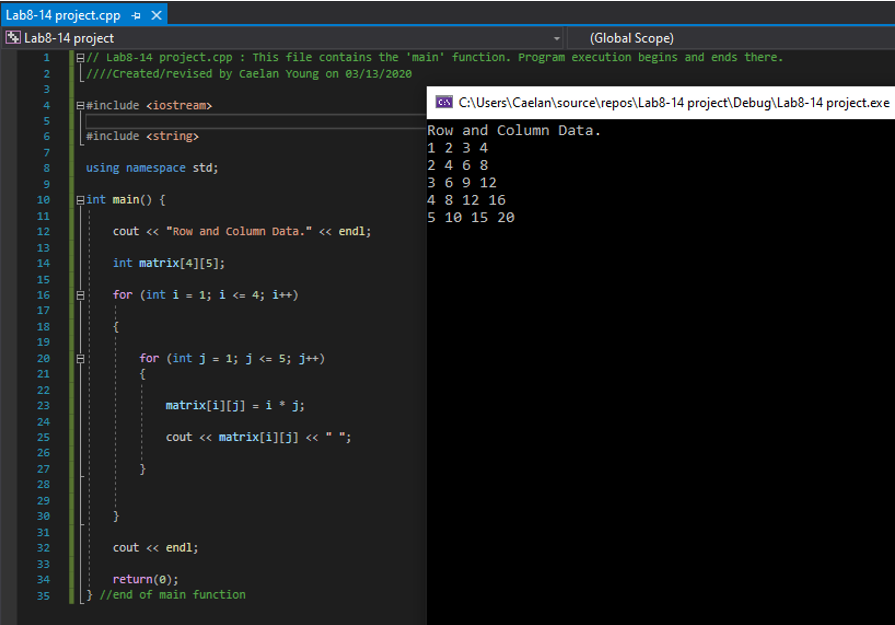 Lab8-14 project.cpp
Lab8-14 project
(Global Scope)
1 // Lab8-14 project.cpp : This file contains the 'main' function. Program execution begins and ends there.
2 ////Created/revised by Caelan Young on 03/13/2020
3
4 #include <iostream>
5
6 #include <string>
7
8 using namespace std;
9
10 int main() {
11
12 cout << "Row and Column Data." << endl;
13
14 int matrix[4][5];
15
16 for (int i = 1; i <= 4; i++)
17
18 {
19
20 for (int j = 1; j <= 5; j++)
21 {
22
23 matrix[i][j] = i * j;
24
25 cout << matrix[i][j] << " ";
26
27 }
28
29
30 }
31
32 cout << endl;
33
34 return(0);
35 } //end of main function
C:\Users\Caelan\source\repos\Lab8-14 project\Debug\Lab8-14 project.exe
Row and Column Data.
1 2 3 4
2 4 6 8
3 6 9 12
4 8 12 16
5 10 15 20